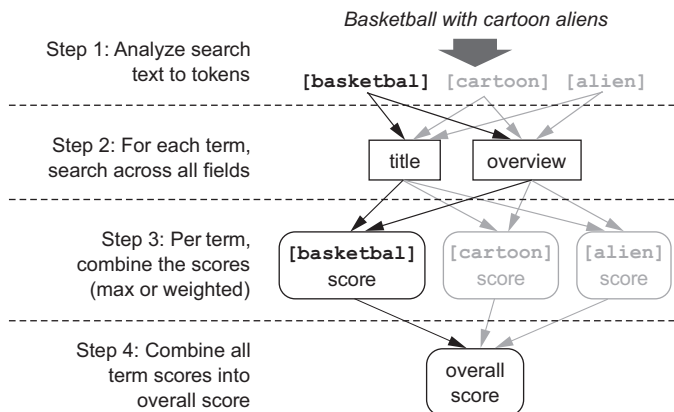 Basketball with cartoon aliens
Step 1: Analyze search
text to tokens
[basketbal] [cartoon] [alien]
Step 2: For each term,
search across all fields
title
overview
Step 3: Per term,
combine the scores
(max or weighted)
[basketbal]
score
[cartoon]
score
[alien]
score
Step 4: Combine all
term scores into
overall score
overall
score